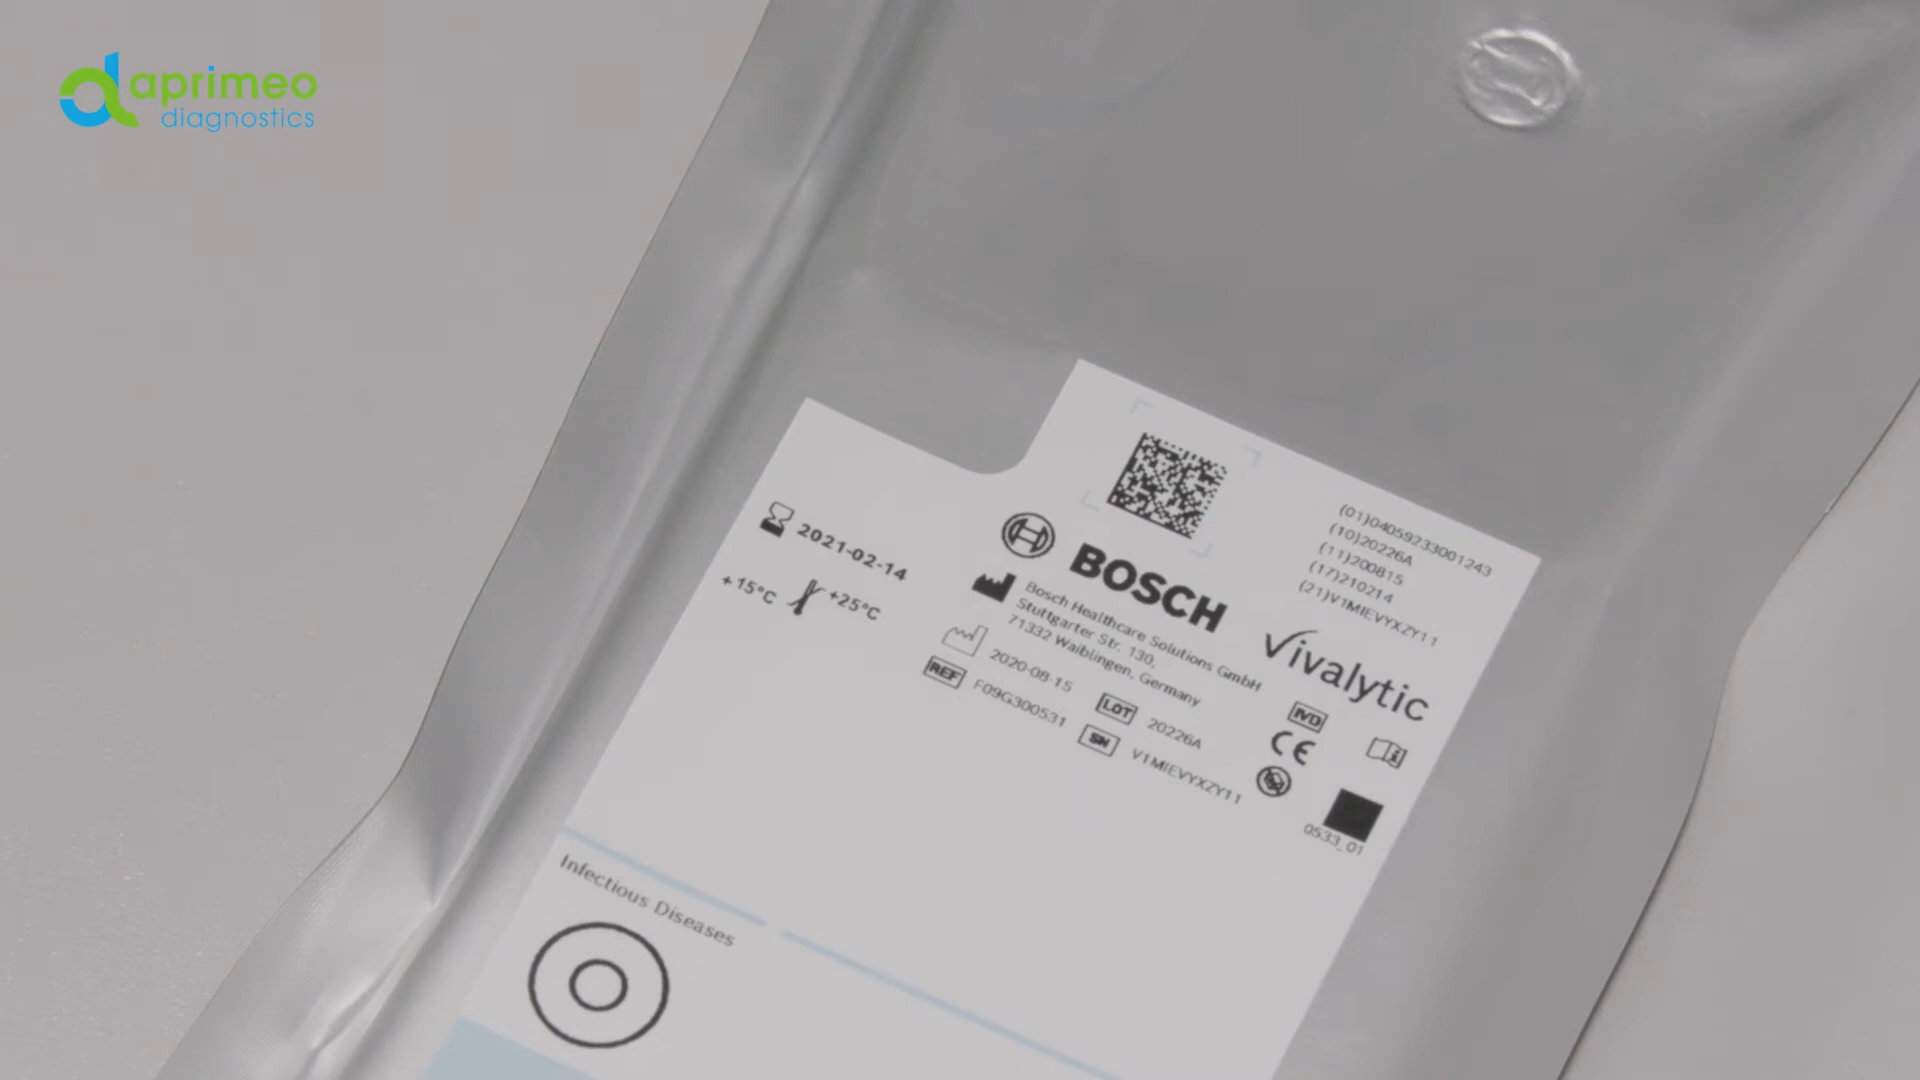 aprimeo
diagnostics
2021-02-14
+15°C +25°C
BOSCH
Bosch Healthcare Solutions GmbH
Stuttgarter Str. 130,
71332 Waiblingen, Germany
2020-08-15
REF F09G300531
LOT 20226A
SN V1MIEVYXZY11
(01)04059233001243
(10)20226A
(11)200815
(17)210214
(21)V1MIEVYXZY11
Vivalytic
IVD
CE
0533_01
Infectious Diseases